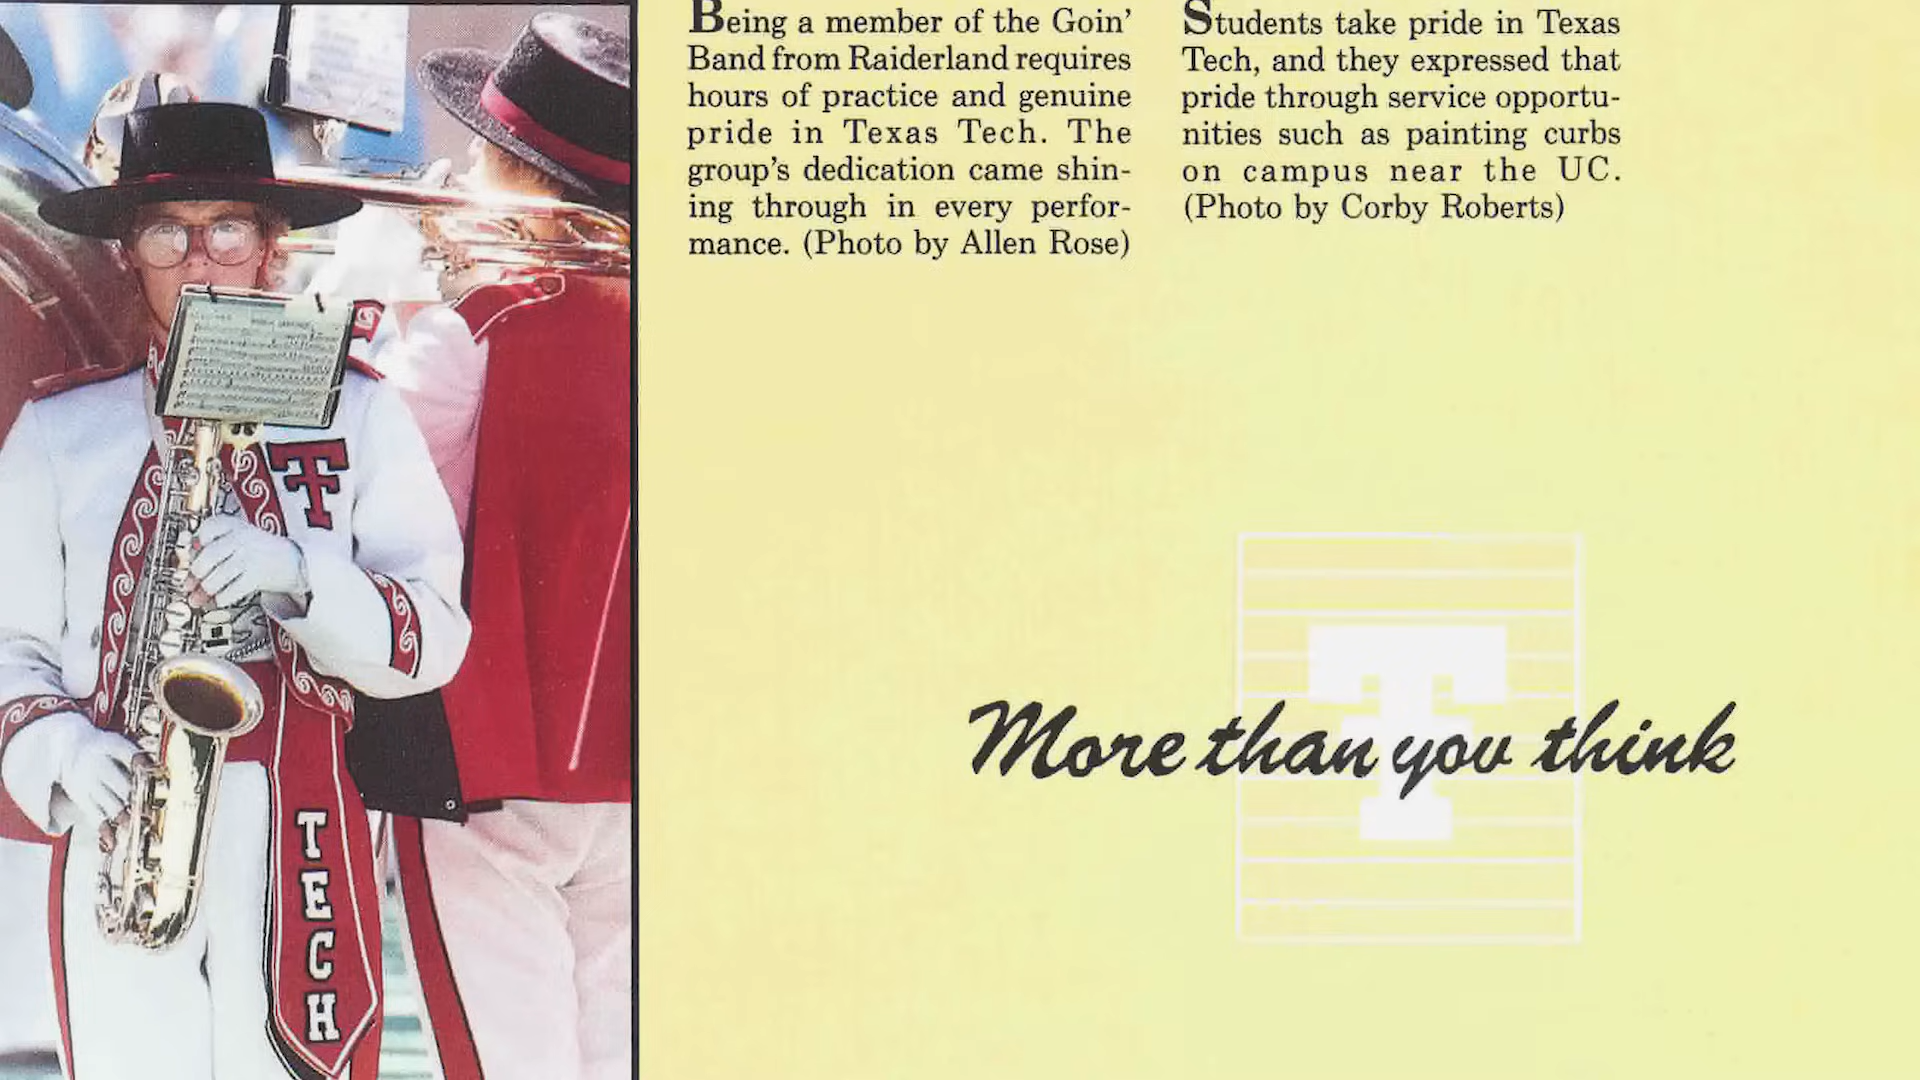 Being a member of the Goin'
Band from Raiderland requires
hours of practice and genuine
pride in Texas Tech. The
group's dedication came shin-
ing through in every perfor-
mance. (Photo by Allen Rose)
Students take pride in Texas
Tech, and they expressed that
pride through service opportu-
nities such as painting curbs
on campus near the UC.
(Photo by Corby Roberts)
T
T
TECH
T
More than you think